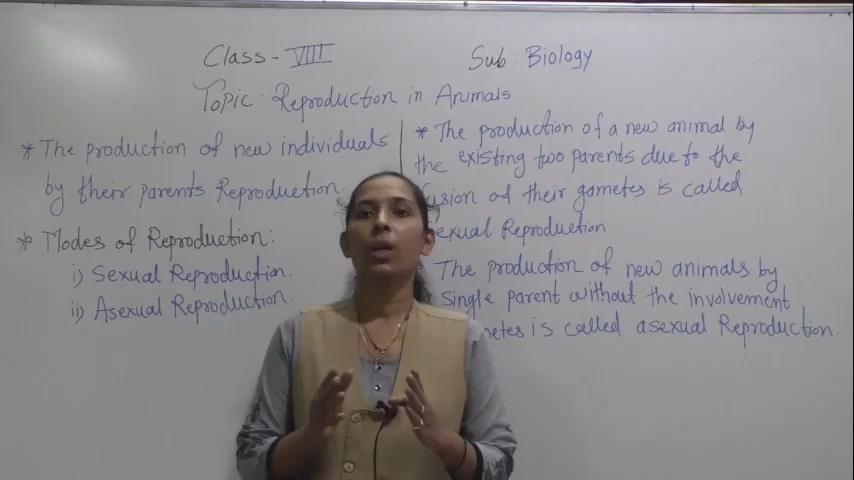 Class - VIII
Sub: Biology
Topic: Reproduction in Animals
* The production of new individuals
by their parents Reproduction.
* Modes of Reproduction:
i) Sexual Reproduction.
ii) Asexual Reproduction.
* The production of a new animal by
the existing two parents due to the
fusion of their gametes is called
exual Reproduction.
The production of new animals by
Single parent without the involvement
metes is called asexual Reproduction.